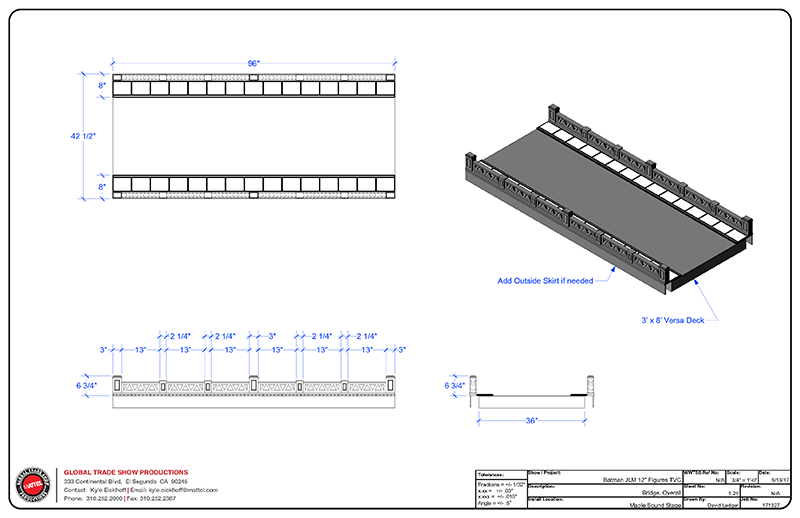 96"
8"
42 1/2"
8"
Add Outside Skirt if needed
3' x 8' Versa Deck
2 1/4" 2 1/4" 3" 2 1/4" 2 1/4"
3" 13" 13" 13" 13" 13" 13" 3"
6 3/4"
6 3/4"
36"
MATTEL
GLOBAL TRADE SHOW PRODUCTIONS
333 Continental Blvd, El Segundo CA 90245
Contact: Kyle Eickhoff | Email: kyle.eickhoff@mattel.com
Phone: 310.252.2000 | Fax: 310.252.2367
Tolerances:
Fractions = +/- 1/32"
x.xx = +/- .03"
x.xxx = +/- .010"
Angle = +/- .5°
Show / Project:
Batman JLM 12" Figures TVC
Description:
Bridge, Overall
Overall Location:
Maple Sound Stage
WWTSS Ref No:
N/A
Scale:
3/4" = 1'-0"
Date:
Sheet No:
1.21
Revision:
N/A
Drawn By:
David Ledger
Job No:
171327